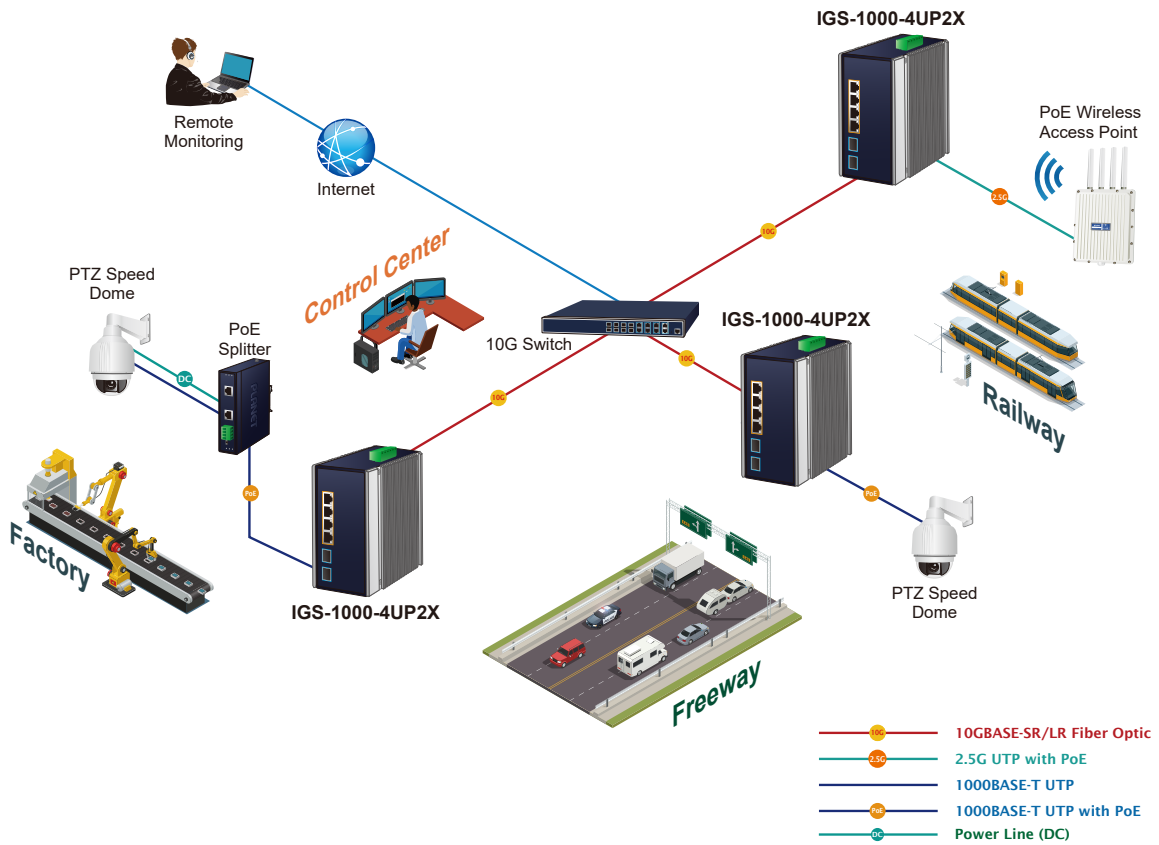 IGS-1000-4UP2X
Remote
Monitoring
Internet
PoE Wireless
Access Point
2.5G
10G
Control Center
PTZ Speed
Dome
PoE
Splitter
DC
PLANET
10G Switch
10G
IGS-1000-4UP2X
10G
Railway
PoE
PoE
Factory
IGS-1000-4UP2X
PTZ Speed
Dome
Freeway
10G
10GBASE-SR/LR Fiber Optic
2.5G
2.5G UTP with PoE
1000BASE-T UTP
PoE
1000BASE-T UTP with PoE
DC
Power Line (DC)